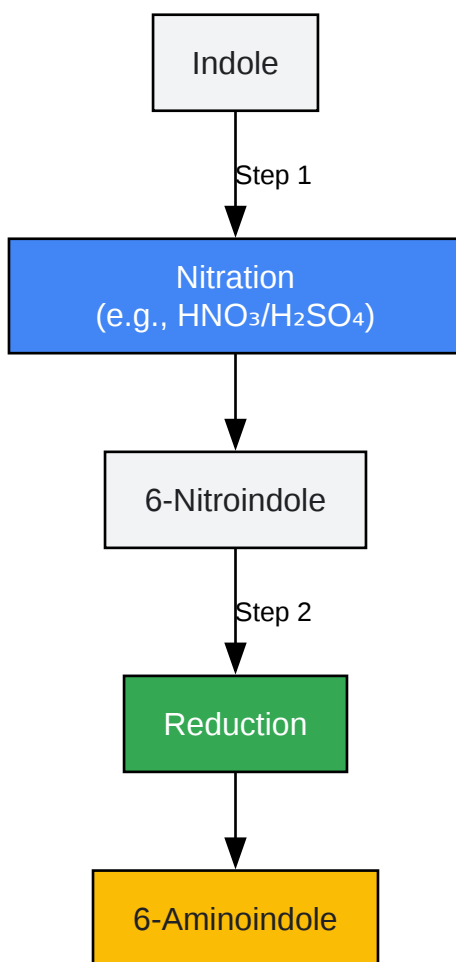 Indole
Step 1
Nitration
(e.g., HNO₃/H₂SO₄)
6-Nitroindole
Step 2
Reduction
6-Aminoindole